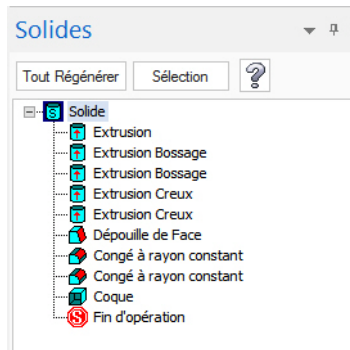 Solides
Tout Régénérer Sélection
Solide
Extrusion
Extrusion Bossage
Extrusion Bossage
Extrusion Creux
Extrusion Creux
Dépouille de Face
Congé à rayon constant
Congé à rayon constant
Coque
Fin d'opération